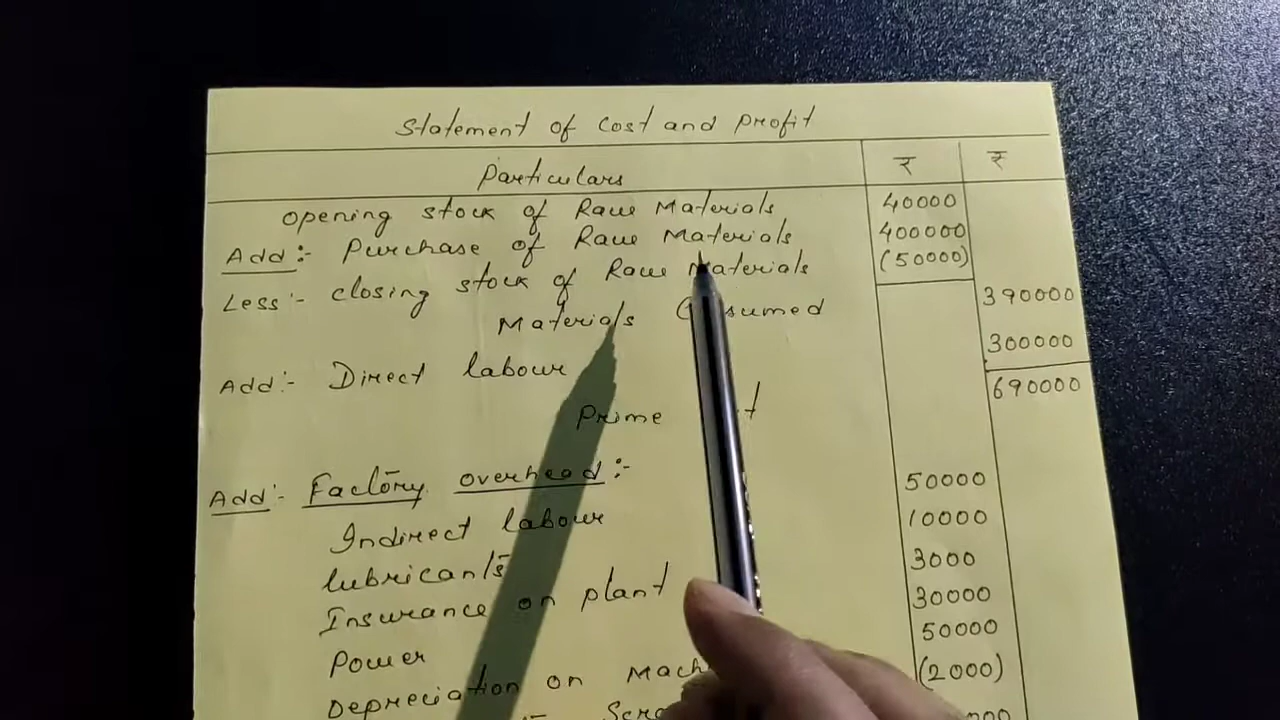 Statement of Cost and Profit
Particulars ₹ ₹
opening stock of Raw Materials 40000
Add:- Purchase of Raw Materials 400000
Less:- closing stock of Raw Materials (50000)
Materials 390000
Add:- Direct labour 300000
Prime 690000
Add:- Factory overhead:-
Indirect labour 50000
lubricants 10000
Insurance on plant 3000
Power 30000
Depreciation on 50000
(2000)